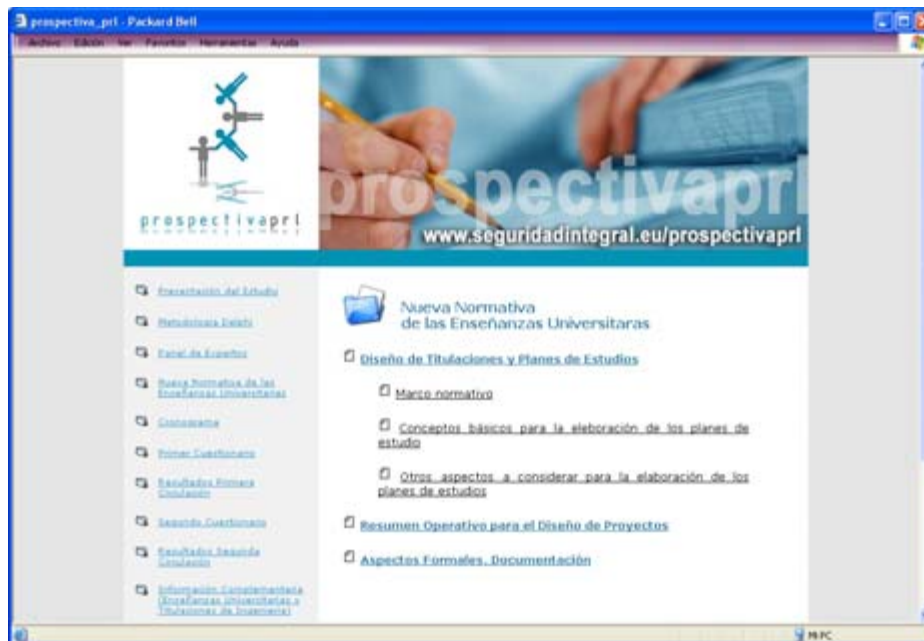 prospectiva_prl - Packard Bell
Archivo Edición Ver Favoritos Herramientas Ayuda
prospectivaprl
prospectivaprl
www.seguridadintegral.eu/prospectivaprl
Presentación del Estudio
Metodología Delphi
Panel de Expertos
Nueva Normativa de las
Enseñanzas Universitarias
Cronograma
Primer Cuestionario
Resultados Primera
Circulación
Segundo Cuestionario
Resultados Segunda
Circulación
Información Complementaria
(Enseñanzas Universitarias y
Titulaciones de Ingeniería)
Nueva Normativa
de las Enseñanzas Universitaras
Diseño de Titulaciones y Planes de Estudios
Marco normativo
Conceptos básicos para la eleboración de los planes de
estudio
Otros aspectos a considerar para la elaboración de los
planes de estudios
Resumen Operativo para el Diseño de Proyectos
Aspectos Formales. Documentación
Mi PC